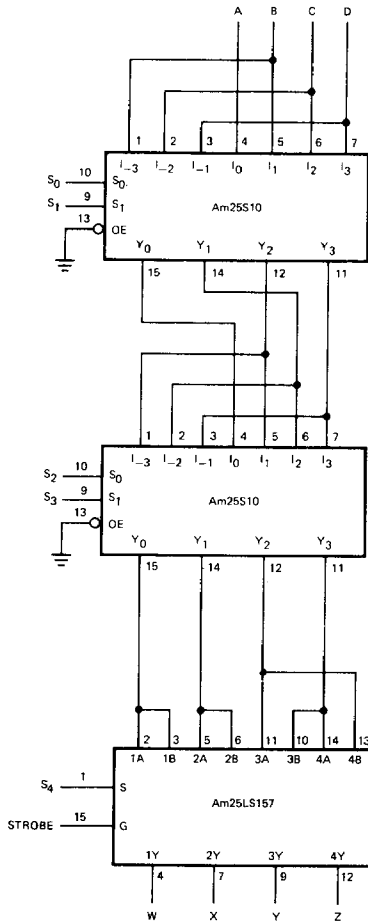 A B C D
1 2 3 4 5 6 7
I-3 I-2 I-1 I0 I1 I2 I3
S0 10 S0
S1 9 S1
Am25S10
13 OE
Y0 Y1 Y2 Y3
15 14 12 11
1 2 3 4 5 6 7
I-3 I-2 I-1 I0 I1 I2 I3
S2 10 S0
S3 9 S1
Am25S10
13 OE
Y0 Y1 Y2 Y3
15 14 12 11
2 3 5 6 11 10 14 13
1A 1B 2A 2B 3A 3B 4A 4B
S4 1 S
Am25LS157
STROBE 15 G
1Y 2Y 3Y 4Y
4 7 9 12
W X Y Z